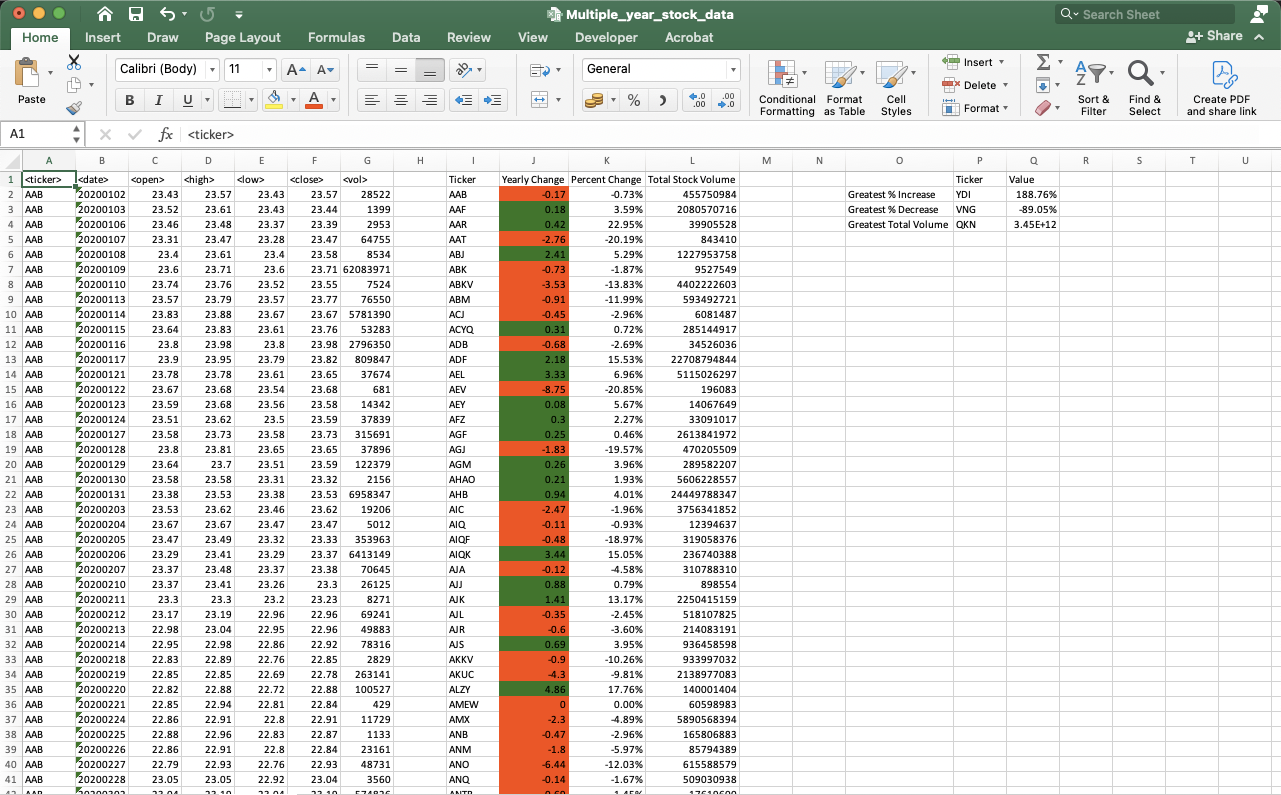 Multiple_year_stock_data
Search Sheet
Home Insert Draw Page Layout Formulas Data Review View Developer Acrobat Share
Paste Calibri (Body) 11 General Conditional Formatting Format as Table Cell Styles Insert Delete Format Sort & Filter Find & Select Create PDF and share link
A1 fx <ticker>
A B C D E F G H I J K L M N O P Q R S T U
1 <ticker> <date> <open> <high> <low> <close> <vol> Ticker Yearly Change Percent Change Total Stock Volume Ticker Value
2 AAB 20200102 23.43 23.57 23.43 23.57 28522 AAB -0.17 -0.73% 455750984 Greatest % Increase YDI 188.76%
3 AAB 20200103 23.52 23.61 23.43 23.44 1399 AAF 0.18 3.59% 2080570716 Greatest % Decrease VNG -89.05%
4 AAB 20200106 23.46 23.48 23.37 23.39 2953 AAR 0.42 22.95% 39905528 Greatest Total Volume QKN 3.45E+12
5 AAB 20200107 23.31 23.47 23.28 23.47 64755 AAT -2.76 -20.19% 843410
6 AAB 20200108 23.4 23.61 23.4 23.58 8534 ABJ 2.41 5.29% 1227953758
7 AAB 20200109 23.6 23.71 23.6 23.71 62083971 ABK -0.73 -1.87% 9527549
8 AAB 20200110 23.74 23.76 23.52 23.55 7524 ABKV -3.53 -13.83% 4402222603
9 AAB 20200113 23.57 23.79 23.57 23.77 76550 ABM -0.91 -11.99% 593492721
10 AAB 20200114 23.83 23.88 23.67 23.67 5781390 ACJ -0.45 -2.96% 6081487
11 AAB 20200115 23.64 23.83 23.61 23.76 53283 ACYQ 0.31 0.72% 285144917
12 AAB 20200116 23.8 23.98 23.8 23.98 2796350 ADB -0.68 -2.69% 34526036
13 AAB 20200117 23.9 23.95 23.79 23.82 809847 ADF 2.18 15.53% 22708794844
14 AAB 20200121 23.78 23.78 23.61 23.65 37674 AEL 3.33 6.96% 5115026297
15 AAB 20200122 23.67 23.68 23.54 23.68 681 AEV -8.75 -20.85% 196083
16 AAB 20200123 23.59 23.68 23.56 23.58 14342 AEY 0.08 5.67% 14067649
17 AAB 20200124 23.51 23.62 23.5 23.59 37839 AFZ 0.3 2.27% 33091017
18 AAB 20200127 23.58 23.73 23.58 23.73 315691 AGF 0.25 0.46% 2613841972
19 AAB 20200128 23.8 23.81 23.65 23.65 37896 AGJ -1.83 -19.57% 470205509
20 AAB 20200129 23.64 23.7 23.51 23.59 122379 AGM 0.26 3.96% 289582207
21 AAB 20200130 23.58 23.58 23.31 23.32 2156 AHAO 0.21 1.93% 5606228557
22 AAB 20200131 23.38 23.53 23.38 23.53 6958347 AHB 0.94 4.01% 24449788347
23 AAB 20200203 23.53 23.62 23.46 23.62 19206 AIC -2.47 -1.96% 3756341852
24 AAB 20200204 23.67 23.67 23.47 23.47 5012 AIQ -0.11 -0.93% 12394637
25 AAB 20200205 23.47 23.49 23.32 23.33 353963 AIQF -0.48 -18.97% 319058376
26 AAB 20200206 23.29 23.41 23.29 23.37 6413149 AIQK 3.44 15.05% 236740388
27 AAB 20200207 23.37 23.48 23.37 23.38 70645 AJA -0.12 -4.58% 310788310
28 AAB 20200210 23.37 23.41 23.26 23.3 26125 AJJ 0.88 0.79% 898554
29 AAB 20200211 23.3 23.3 23.2 23.23 8271 AJK 1.41 13.17% 2250415159
30 AAB 20200212 23.17 23.19 22.96 22.96 69241 AJL -0.35 -2.45% 518107825
31 AAB 20200213 22.98 23.04 22.95 22.96 49883 AJR -0.6 -3.60% 214083191
32 AAB 20200214 22.95 22.98 22.86 22.92 78316 AJS 0.69 3.95% 936458598
33 AAB 20200218 22.83 22.89 22.76 22.85 2829 AKKV -0.9 -10.26% 933997032
34 AAB 20200219 22.85 22.85 22.69 22.78 263141 AKUC -4.3 -9.81% 2138977083
35 AAB 20200220 22.82 22.88 22.72 22.88 100527 ALZY 4.86 17.76% 140001404
36 AAB 20200221 22.85 22.94 22.81 22.84 429 AMEW 0 0.00% 60598983
37 AAB 20200224 22.86 22.91 22.8 22.91 11729 AMX -2.3 -4.89% 5890568394
38 AAB 20200225 22.88 22.96 22.83 22.87 1133 ANB -0.47 -2.96% 165806883
39 AAB 20200226 22.86 22.91 22.8 22.84 23161 ANM -1.8 -5.97% 85794389
40 AAB 20200227 22.79 22.93 22.76 22.93 48731 ANO -6.44 -12.03% 615588579
41 AAB 20200228 23.05 23.05 22.92 23.04 3560 ANQ -0.14 -1.67% 509030938